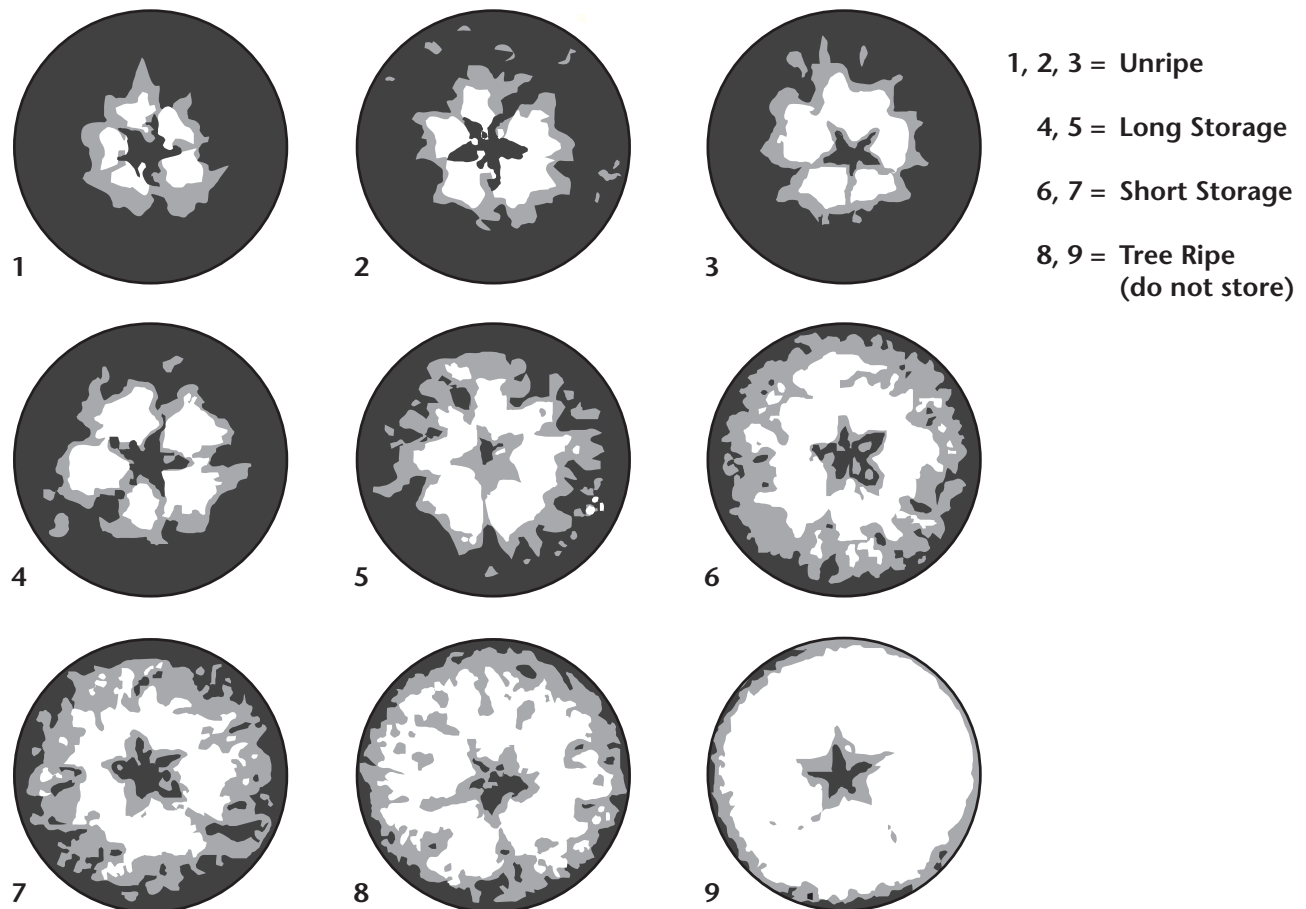 1, 2, 3 = Unripe
4, 5 = Long Storage
6, 7 = Short Storage
8, 9 = Tree Ripe
(do not store)
1
2
3
4
5
6
7
8
9